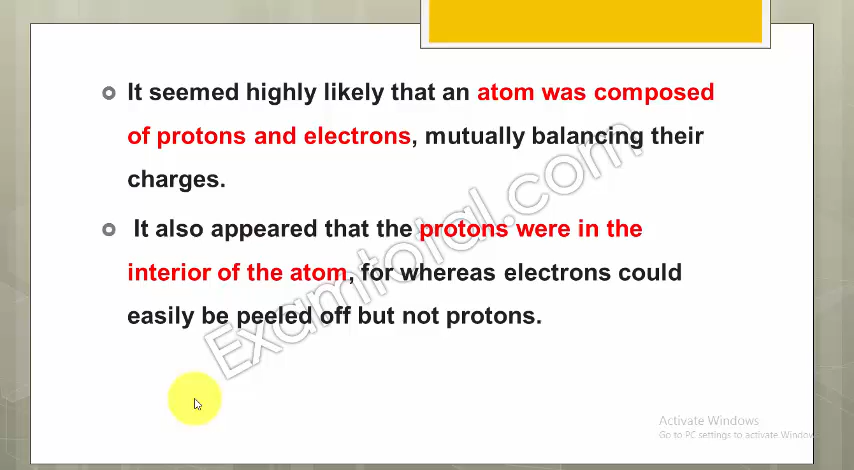 It seemed highly likely that an atom was composed
of protons and electrons, mutually balancing their
charges.
It also appeared that the protons were in the
interior of the atom, for whereas electrons could
easily be peeled off but not protons.
Examtotal.com
Activate Windows
Go to PC settings to activate Window